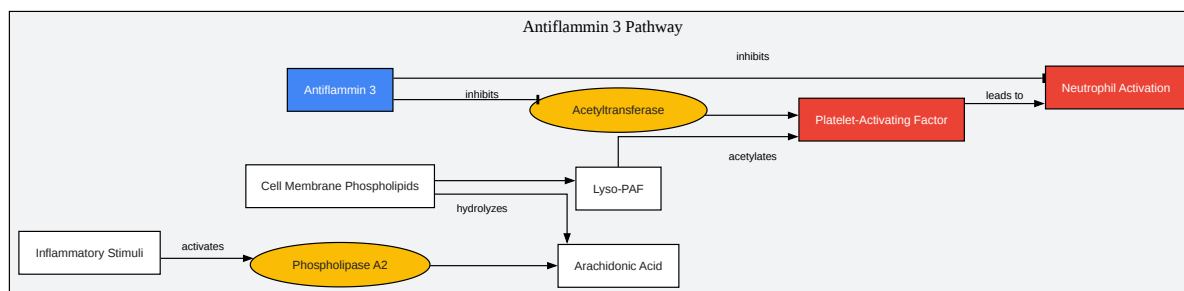 Antiflammin 3 Pathway
inhibits
Antiflammin 3
inhibits
Neutrophil Activation
leads to
Acetyltransferase
Platelet-Activating Factor
acetylates
Cell Membrane Phospholipids
Lyso-PAF
hydrolyzes
Inflammatory Stimuli
activates
Phospholipase A2
Arachidonic Acid